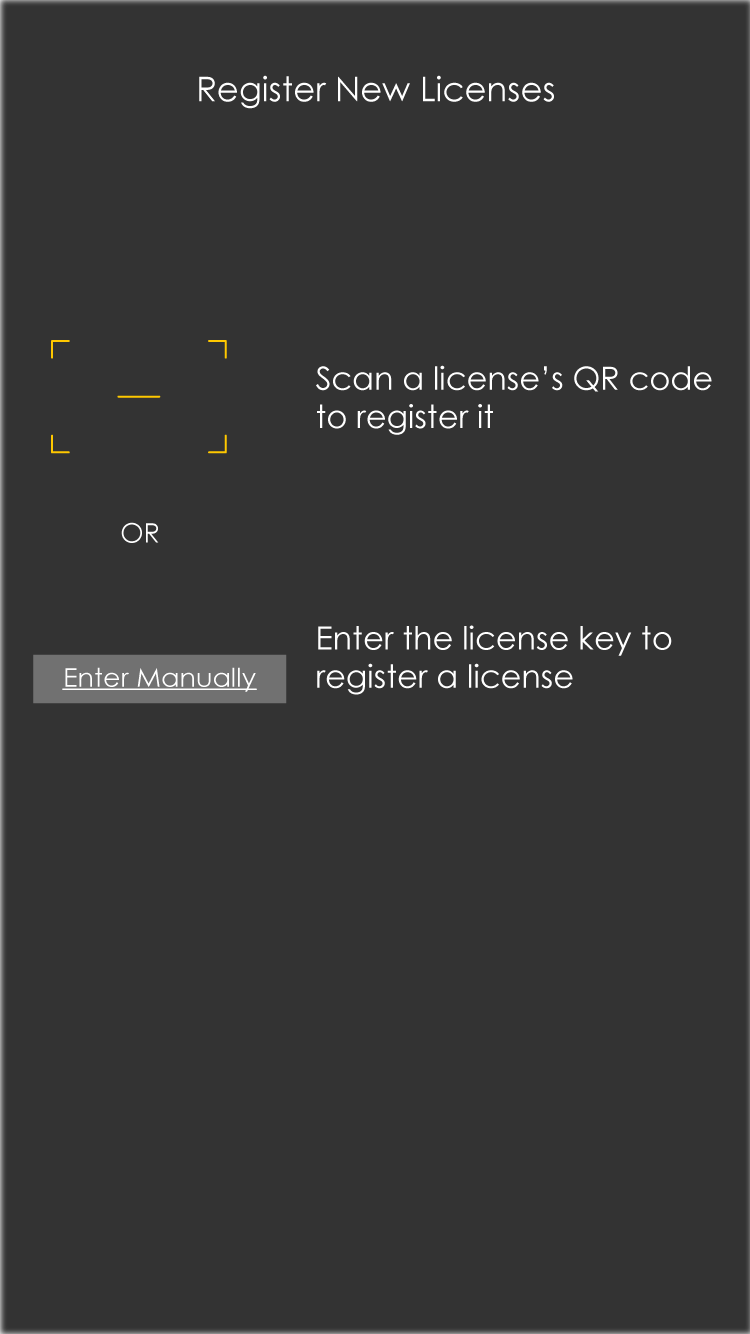 Register New Licenses
Scan a license’s QR code
to register it
OR
Enter the license key to
register a license
Enter Manually